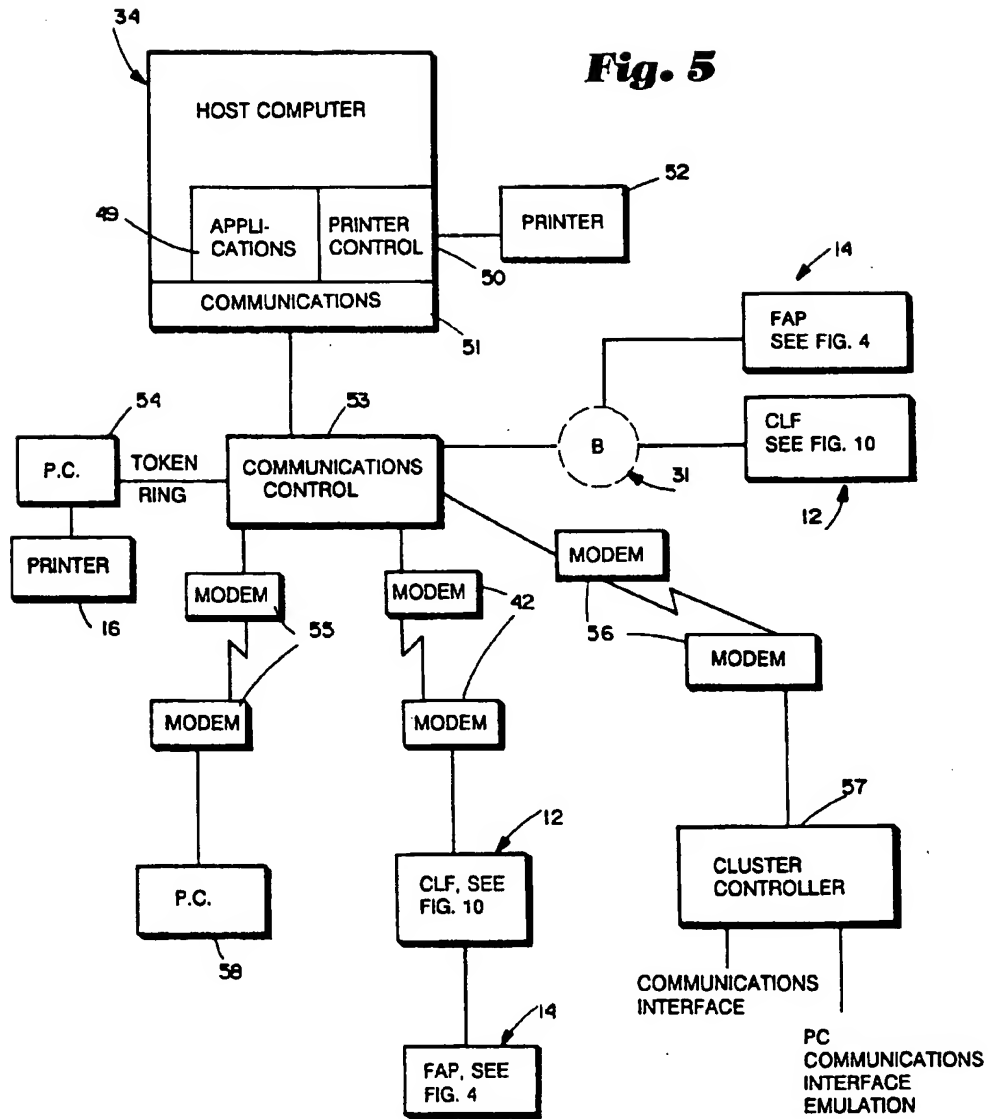 34
Fig. 5
HOST COMPUTER
52
49
APPLI-
CATIONS
PRINTER
CONTROL
PRINTER
50
COMMUNICATIONS
51
14
FAP
SEE FIG. 4
54
53
CLF
SEE FIG. 10
P.C.
TOKEN
RING
COMMUNICATIONS
CONTROL
B
31
12
PRINTER
16
MODEM
55
MODEM
42
MODEM
56
MODEM
MODEM
MODEM
57
12
CLUSTER
CONTROLLER
P.C.
58
CLF, SEE
FIG. 10
COMMUNICATIONS
INTERFACE
14
FAP, SEE
FIG. 4
PC
COMMUNICATIONS
INTERFACE
EMULATION